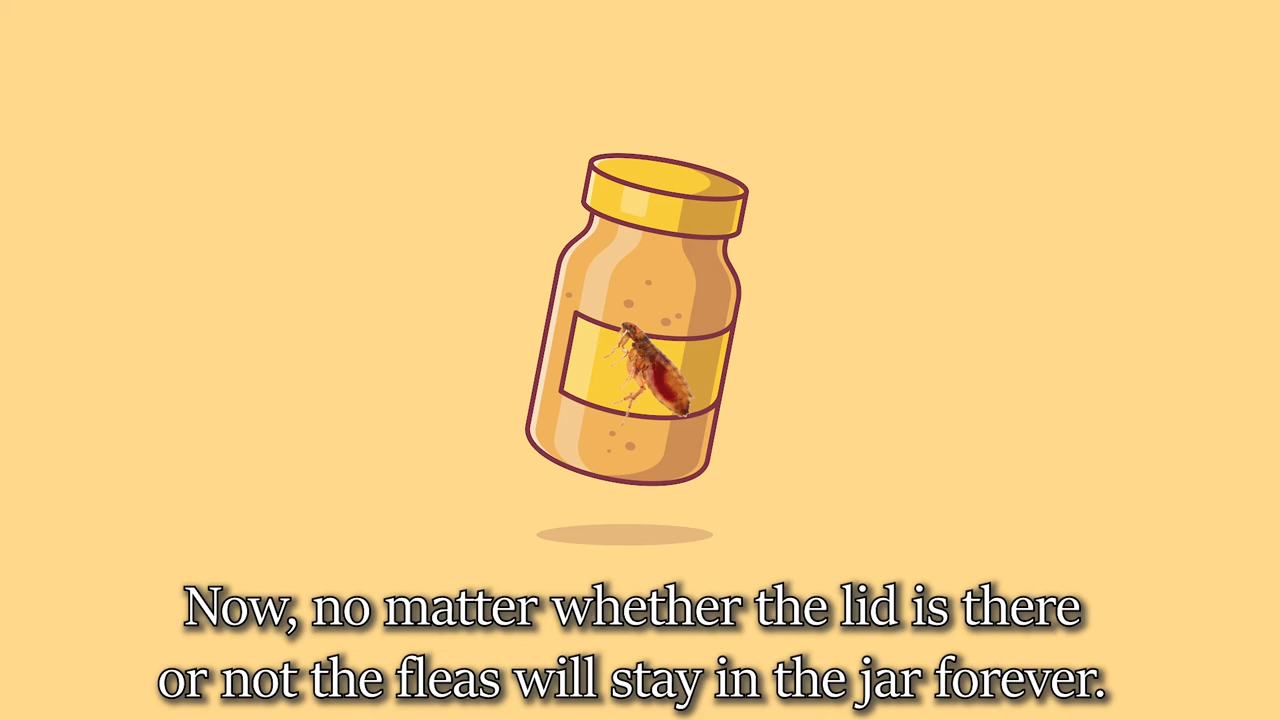 Now, no matter whether the lid is there
or not the fleas will stay in the jar forever.